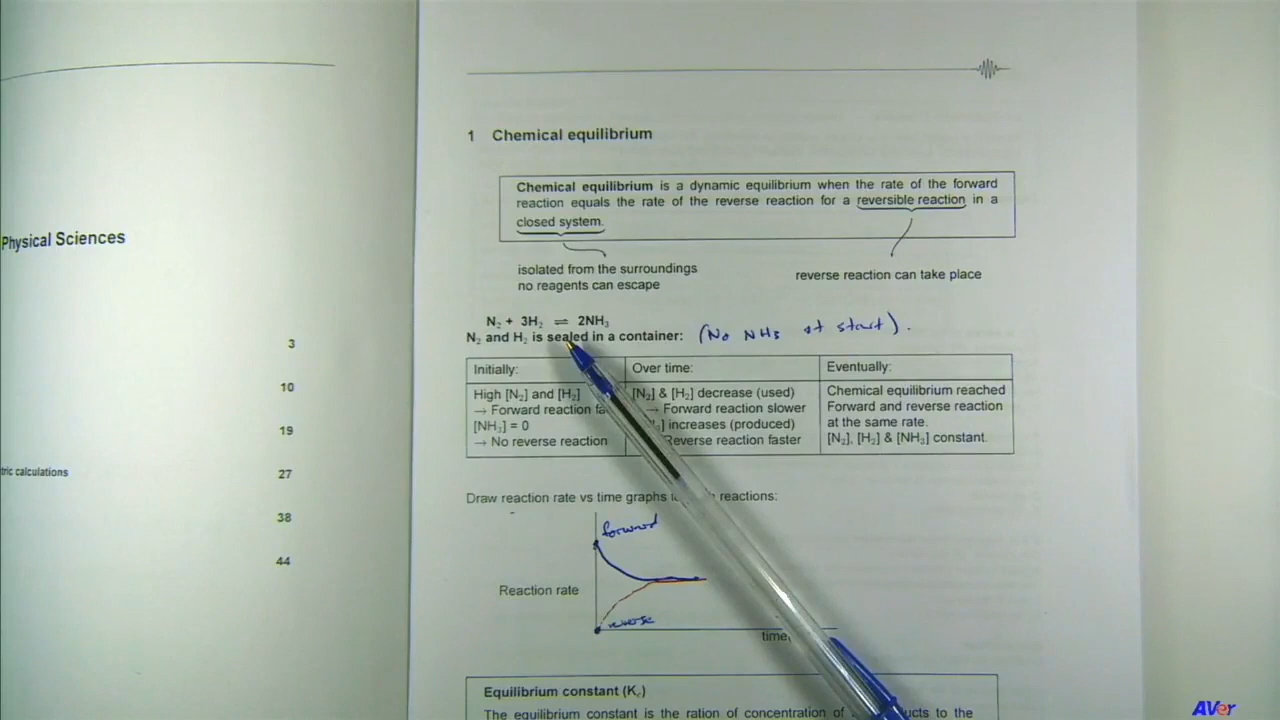 Physical Sciences
3
10
19
tric calculations
27
38
44
1 Chemical equilibrium
Chemical equilibrium is a dynamic equilibrium when the rate of the forward
reaction equals the rate of the reverse reaction for a reversible reaction in a
closed system.
isolated from the surroundings
no reagents can escape
reverse reaction can take place
N₂ + 3H₂ ⇌ 2NH₃
N₂ and H₂ is sealed in a container: (No NH₃ at start).
Initially:
High [N₂] and [H₂]
→ Forward reaction
[NH₃] = 0
→ No reverse reaction
Over time:
[N₂] & [H₂] decrease (used)
→ Forward reaction slower
increases (produced)
Reverse reaction faster
Eventually:
Chemical equilibrium reached
Forward and reverse reaction
at the same rate.
[N₂], [H₂] & [NH₃] constant.
Draw reaction rate vs time graphs reactions:
forward
Reaction rate
reverse
time
Equilibrium constant (K
The equilibrium constant is the ration of concentration of to the
AVer